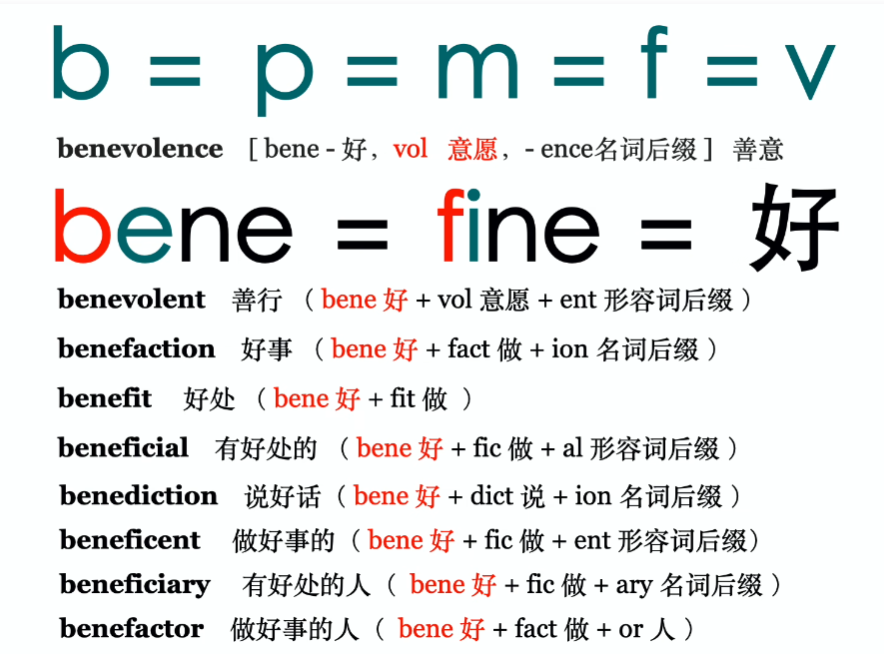 b = p = m = f = v
benevolence [ bene - 好，vol 意愿，- ence名词后缀 ] 善意
bene = fine = 好
benevolent 善行 （ bene 好 + vol 意愿 + ent 形容词后缀 ）
benefaction 好事 （ bene 好 + fact 做 + ion 名词后缀 ）
benefit 好处 （ bene 好 + fit 做 ）
beneficial 有好处的 （ bene 好 + fic 做 + al 形容词后缀 ）
benediction 说好话（ bene 好 + dict 说 + ion 名词后缀 ）
beneficent 做好事的（ bene 好 + fic 做 + ent 形容词后缀）
beneficiary 有好处的人（ bene 好 + fic 做 + ary 名词后缀 ）
benefactor 做好事的人（ bene 好 + fact 做 + or 人 ）